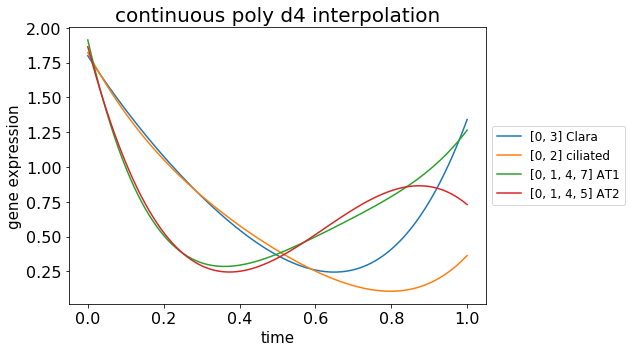 continuous poly d4 interpolation
2.00
1.75
1.50
1.25
1.00
0.75
0.50
0.25
gene expression
0.0 0.2 0.4 0.6 0.8 1.0
time
[0, 3] Clara
[0, 2] ciliated
[0, 1, 4, 7] AT1
[0, 1, 4, 5] AT2